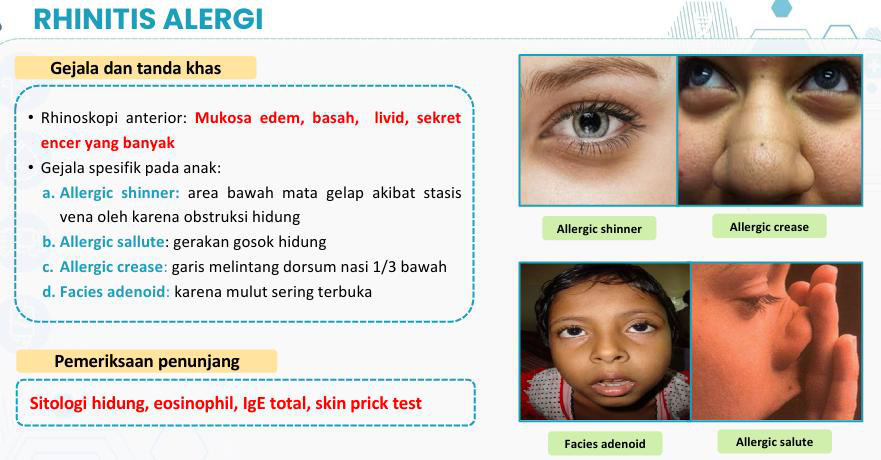 RHINITIS ALERGI
Gejala dan tanda khas
• Rhinoskopi anterior: Mukosa edem, basah, livid, sekret
encer yang banyak
• Gejala spesifik pada anak:
a. Allergic shinner: area bawah mata gelap akibat stasis
vena oleh karena obstruksi hidung
b. Allergic sallute: gerakan gosok hidung
c. Allergic crease: garis melintang dorsum nasi 1/3 bawah
d. Facies adenoid: karena mulut sering terbuka
Pemeriksaan penunjang
Sitologi hidung, eosinophil, IgE total, skin prick test
Allergic shinner
Allergic crease
Facies adenoid
Allergic salute